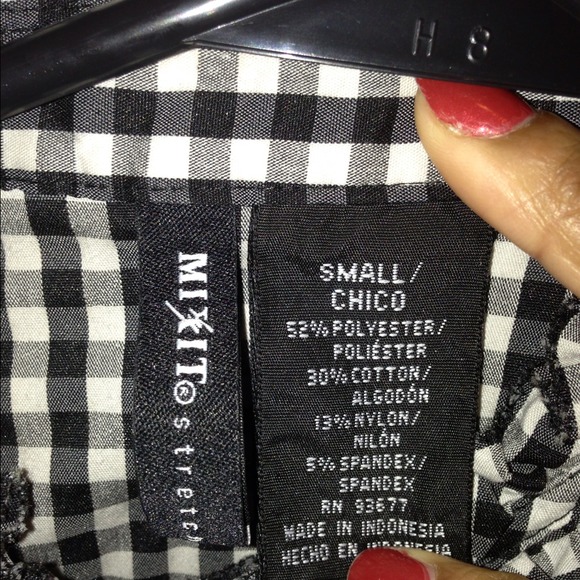 H 8
MIXIT® stretch
SMALL/
CHICO
52% POLYESTER/
POLIÉSTER
30% COTTON/
ALGODÓN
13% NYLON/
NILÓN
5% SPANDEX/
SPANDEX
RN 93677
MADE IN INDONESIA
HECHO EN INDONESIA